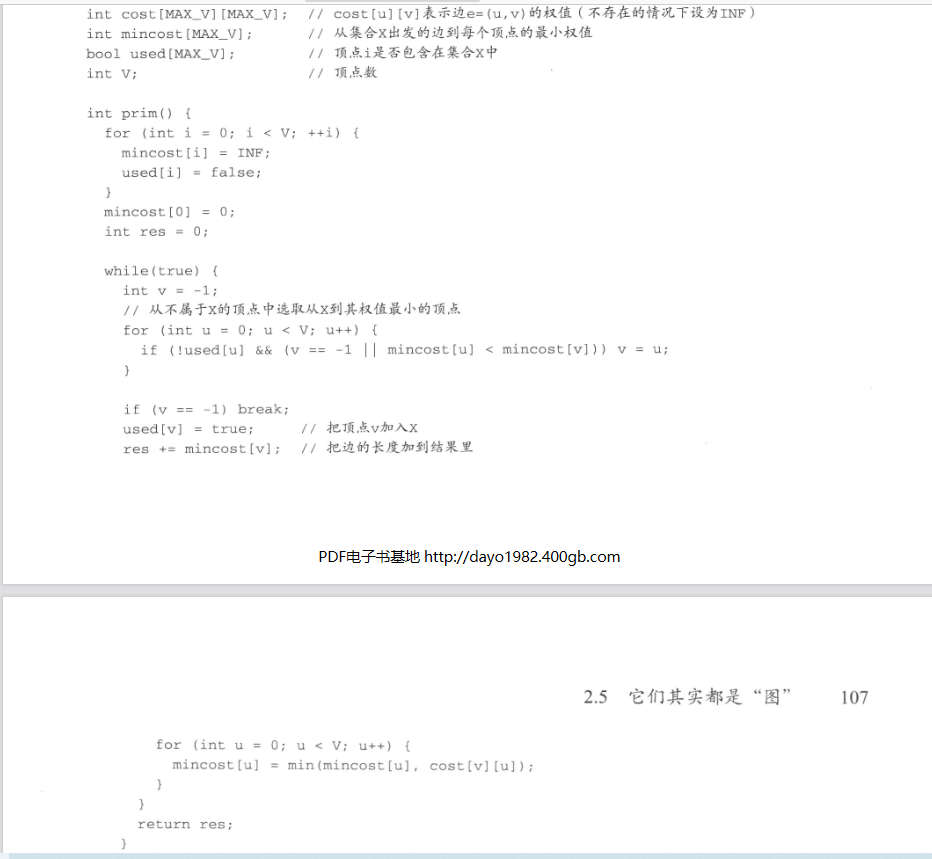 int cost[MAX_V][MAX_V];  // cost[u][v]表示边e=(u,v)的权值（不存在的情况下设为INF）
int mincost[MAX_V];      // 从集合X出发的边到每个顶点的最小权值
bool used[MAX_V];        // 顶点i是否包含在集合X中
int V;                   // 顶点数
int prim() {
  for (int i = 0; i < V; ++i) {
    mincost[i] = INF;
    used[i] = false;
  }
  mincost[0] = 0;
  int res = 0;
  while(true) {
    int v = -1;
    // 从不属于X的顶点中选取从X到其权值最小的顶点
    for (int u = 0; u < V; u++) {
      if (!used[u] && (v == -1 || mincost[u] < mincost[v])) v = u;
    }
    if (v == -1) break;
    used[v] = true;      // 把顶点v加入X
    res += mincost[v];   // 把边的长度加到结果里
PDF电子书基地 http://dayo1982.400gb.com
2.5 它们其实都是“图” 107
    for (int u = 0; u < V; u++) {
      mincost[u] = min(mincost[u], cost[v][u]);
    }
  }
  return res;
}